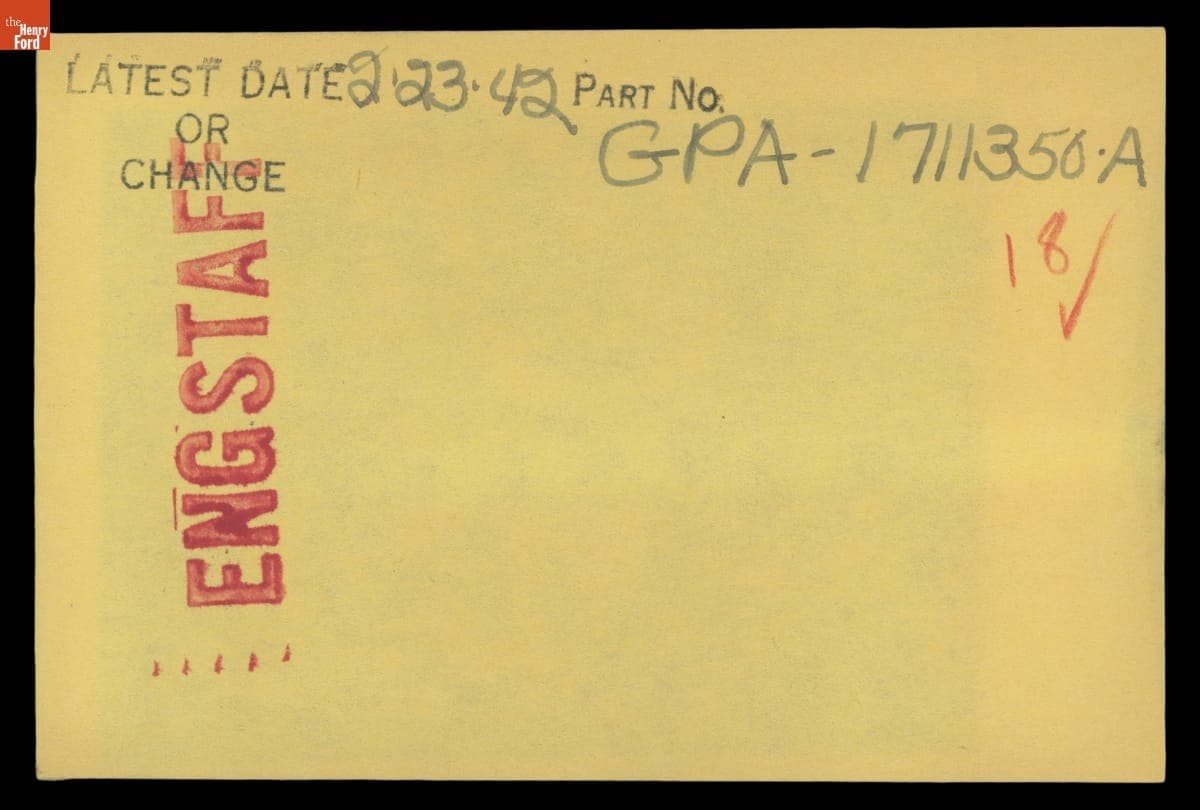 the
Henry
Ford
LATEST DATE 2·23·42 PART NO.
OR
CHANGE
GPA-1711350·A
18
ENGSTAFF